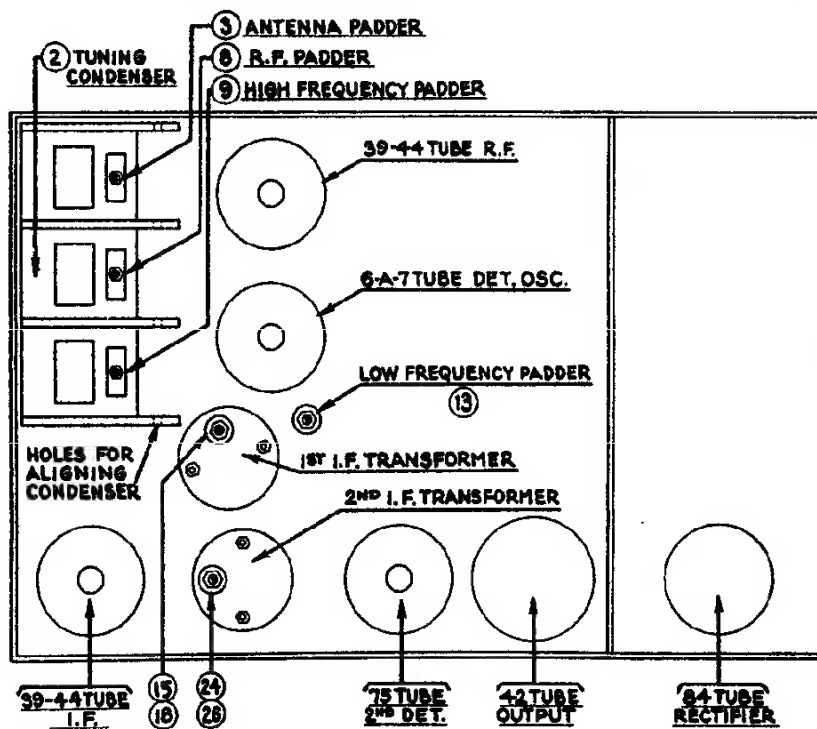 ③ ANTENNA PADDER
② TUNING
CONDENSER
⑧ R.F. PADDER
⑨ HIGH FREQUENCY PADDER
39-44 TUBE R.F.
6-A-7 TUBE DET, OSC.
LOW FREQUENCY PADDER
⑬
HOLES FOR
ALIGNING
CONDENSER
1ST I.F. TRANSFORMER
2ND I.F. TRANSFORMER
39-44 TUBE
I.F.
⑮
⑱
㉔
㉖
75 TUBE
2ND DET.
42 TUBE
OUTPUT
84 TUBE
RECTIFIER